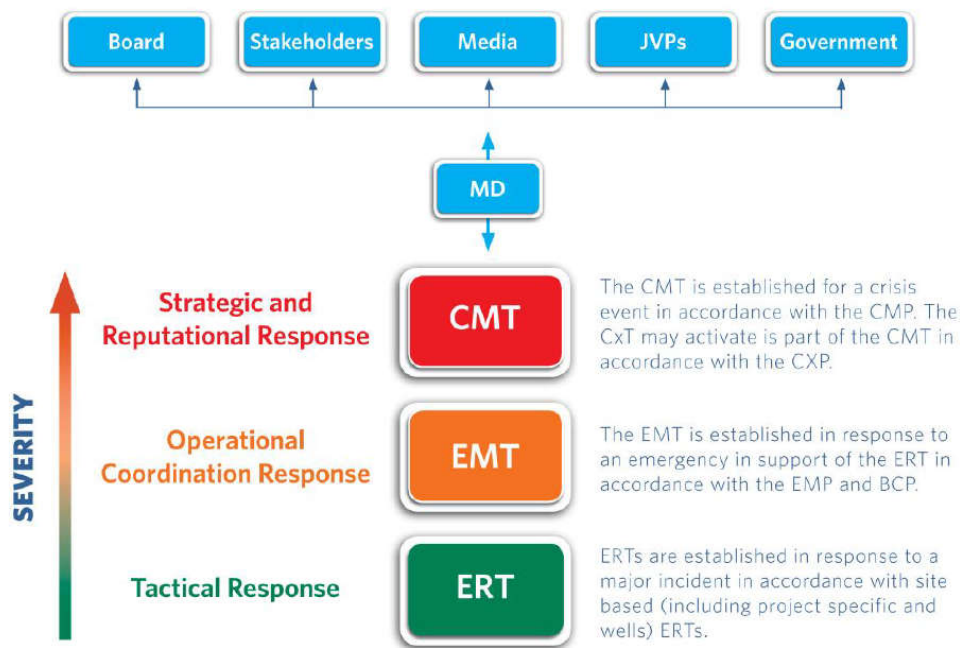 Board
Stakeholders
Media
JVPs
Government
MD
SEVERITY
Strategic and
Reputational Response
CMT
The CMT is established for a crisis
event in accordance with the CMP. The
CxT may activate is part of the CMT in
accordance with the CXP.
Operational
Coordination Response
EMT
The EMT is established in response to
an emergency in support of the ERT in
accordance with the EMP and BCP.
Tactical Response
ERT
ERTs are established in response to a
major incident in accordance with site
based (including project specific and
wells) ERTs.